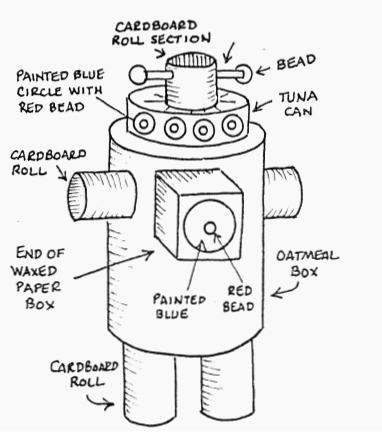 CARDBOARD
ROLL SECTION
BEAD
PAINTED BLUE
CIRCLE WITH
RED BEAD
TUNA
CAN
CARDBOARD
ROLL
END OF
WAXED
PAPER
BOX
PAINTED
BLUE
RED
BEAD
OATMEAL
BOX
CARDBOARD
ROLL